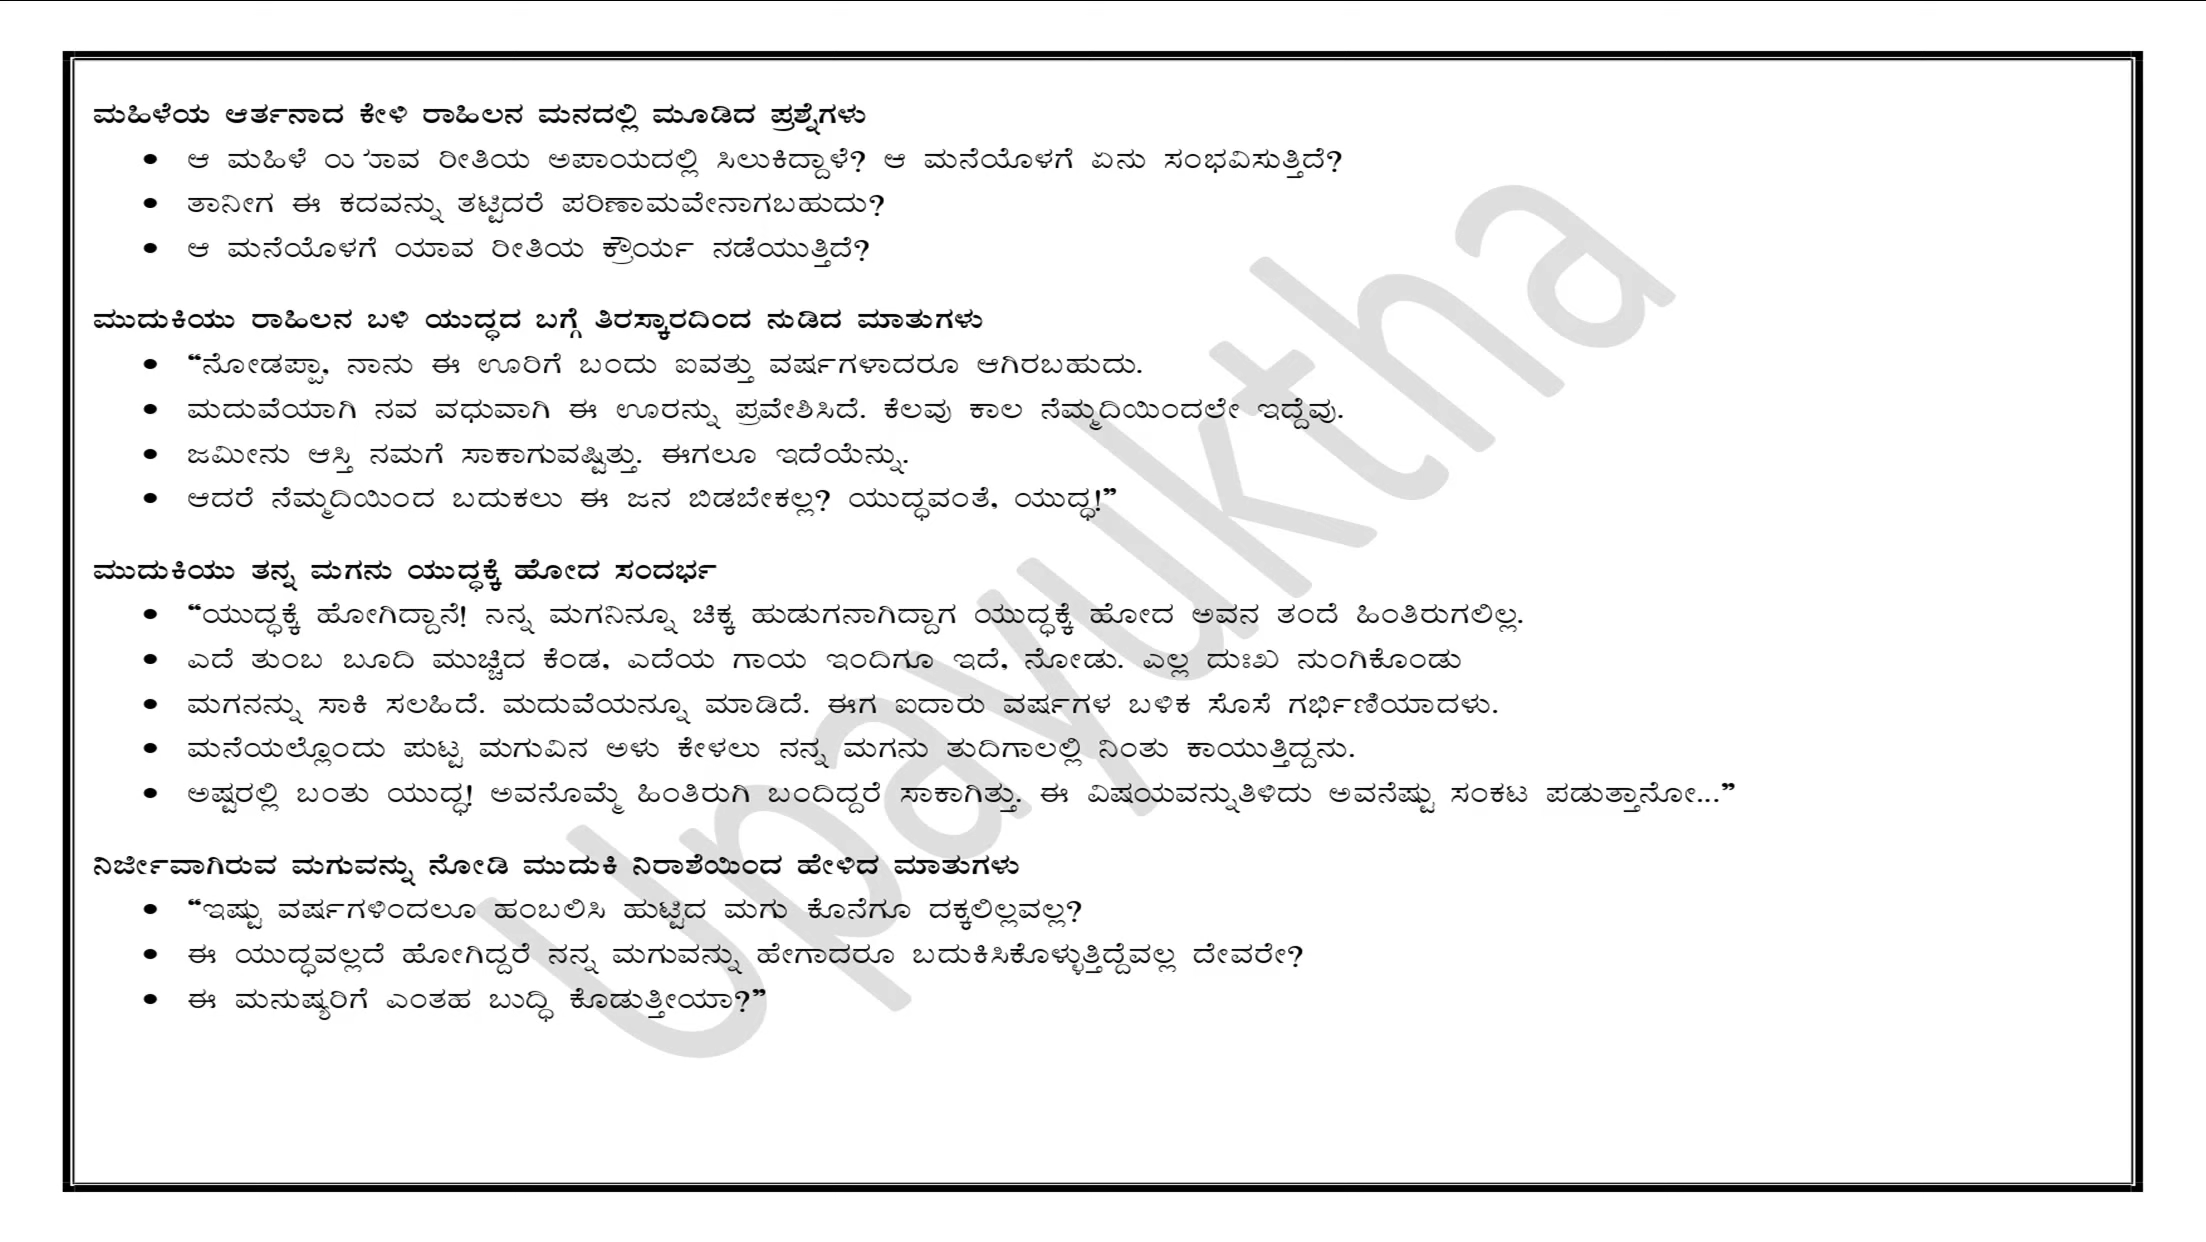 ಮಹಿಳೆಯ ಆರ್ತನಾದ ಕೇಳಿ ರಾಹಿಲನ ಮನದಲ್ಲಿ ಮೂಡಿದ ಪ್ರಶ್ನೆಗಳು
• ಆ ಮಹಿಳೆ ಯಾವ ರೀತಿಯ ಅಪಾಯದಲ್ಲಿ ಸಿಲುಕಿದ್ದಾಳೆ? ಆ ಮನೆಯೊಳಗೆ ಏನು ಸಂಭವಿಸುತ್ತಿದೆ?
• ತಾನೀಗ ಈ ಕದವನ್ನು ತಟ್ಟಿದರೆ ಪರಿಣಾಮವೇನಾಗಬಹುದು?
• ಆ ಮನೆಯೊಳಗೆ ಯಾವ ರೀತಿಯ ಕ್ರೌರ್ಯ ನಡೆಯುತ್ತಿದೆ?
ಮುದುಕಿಯು ರಾಹಿಲನ ಬಳಿ ಯುದ್ಧದ ಬಗ್ಗೆ ತಿರಸ್ಕಾರದಿಂದ ನುಡಿದ ಮಾತುಗಳು
• “ನೋಡಪ್ಪಾ, ನಾನು ಈ ಊರಿಗೆ ಬಂದು ಐವತ್ತು ವರ್ಷಗಳಾದರೂ ಆಗಿರಬಹುದು.
• ಮದುವೆಯಾಗಿ ನವ ವಧುವಾಗಿ ಈ ಊರನ್ನು ಪ್ರವೇಶಿಸಿದೆ. ಕೆಲವು ಕಾಲ ನೆಮ್ಮದಿಯಿಂದಲೇ ಇದ್ದೆವು.
• ಜಮೀನು ಆಸ್ತಿ ನಮಗೆ ಸಾಕಾಗುವಷ್ಟಿತ್ತು. ಈಗಲೂ ಇದೆಯೆನ್ನು.
• ಆದರೆ ನೆಮ್ಮದಿಯಿಂದ ಬದುಕಲು ಈ ಜನ ಬಿಡಬೇಕಲ್ಲ? ಯುದ್ಧವಂತೆ, ಯುದ್ಧ!”
ಮುದುಕಿಯು ತನ್ನ ಮಗನು ಯುದ್ಧಕ್ಕೆ ಹೋದ ಸಂದರ್ಭ
• “ಯುದ್ಧಕ್ಕೆ ಹೋಗಿದ್ದಾನೆ! ನನ್ನ ಮಗನಿನ್ನೂ ಚಿಕ್ಕ ಹುಡುಗನಾಗಿದ್ದಾಗ ಯುದ್ಧಕ್ಕೆ ಹೋದ ಅವನ ತಂದೆ ಹಿಂತಿರುಗಲಿಲ್ಲ.
• ಎದೆ ತುಂಬ ಬೂದಿ ಮುಚ್ಚಿದ ಕೆಂಡ, ಎದೆಯ ಗಾಯ ಇಂದಿಗೂ ಇದೆ, ನೋಡು. ಎಲ್ಲ ದುಃಖ ನುಂಗಿಕೊಂಡು
• ಮಗನನ್ನು ಸಾಕಿ ಸಲಹಿದೆ. ಮದುವೆಯನ್ನೂ ಮಾಡಿದೆ. ಈಗ ಐದಾರು ವರ್ಷಗಳ ಬಳಿಕ ಸೊಸೆ ಗರ್ಭಿಣಿಯಾದಳು.
• ಮನೆಯಲ್ಲೊಂದು ಪುಟ್ಟ ಮಗುವಿನ ಅಳು ಕೇಳಲು ನನ್ನ ಮಗನು ತುದಿಗಾಲಲ್ಲಿ ನಿಂತು ಕಾಯುತ್ತಿದ್ದನು.
• ಅಷ್ಟರಲ್ಲಿ ಬಂತು ಯುದ್ಧ! ಅವನೊಮ್ಮೆ ಹಿಂತಿರುಗಿ ಬಂದಿದ್ದರೆ ಸಾಕಾಗಿತ್ತು. ಈ ವಿಷಯವನ್ನುತಿಳಿದು ಅವನೆಷ್ಟು ಸಂಕಟ ಪಡುತ್ತಾನೋ...”
ನಿರ್ಜೀವಾಗಿರುವ ಮಗುವನ್ನು ನೋಡಿ ಮುದುಕಿ ನಿರಾಶೆಯಿಂದ ಹೇಳಿದ ಮಾತುಗಳು
• “ಇಷ್ಟು ವರ್ಷಗಳಿಂದಲೂ ಹಂಬಲಿಸಿ ಹುಟ್ಟಿದ ಮಗು ಕೊನೆಗೂ ದಕ್ಕಲಿಲ್ಲವಲ್ಲ?
• ಈ ಯುದ್ಧವಲ್ಲದೆ ಹೋಗಿದ್ದರೆ ನನ್ನ ಮಗುವನ್ನು ಹೇಗಾದರೂ ಬದುಕಿಸಿಕೊಳ್ಳುತ್ತಿದ್ದೆವಲ್ಲ ದೇವರೇ?
• ಈ ಮನುಷ್ಯರಿಗೆ ಎಂತಹ ಬುದ್ಧಿ ಕೊಡುತ್ತೀಯಾ?”
Upayuktha